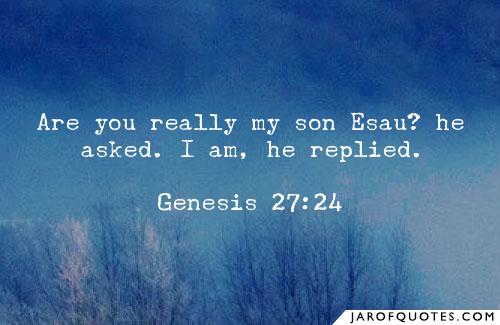 Are you really my son Esau? he
asked. I am, he replied.
Genesis 27:24
JAROFQUOTES.COM